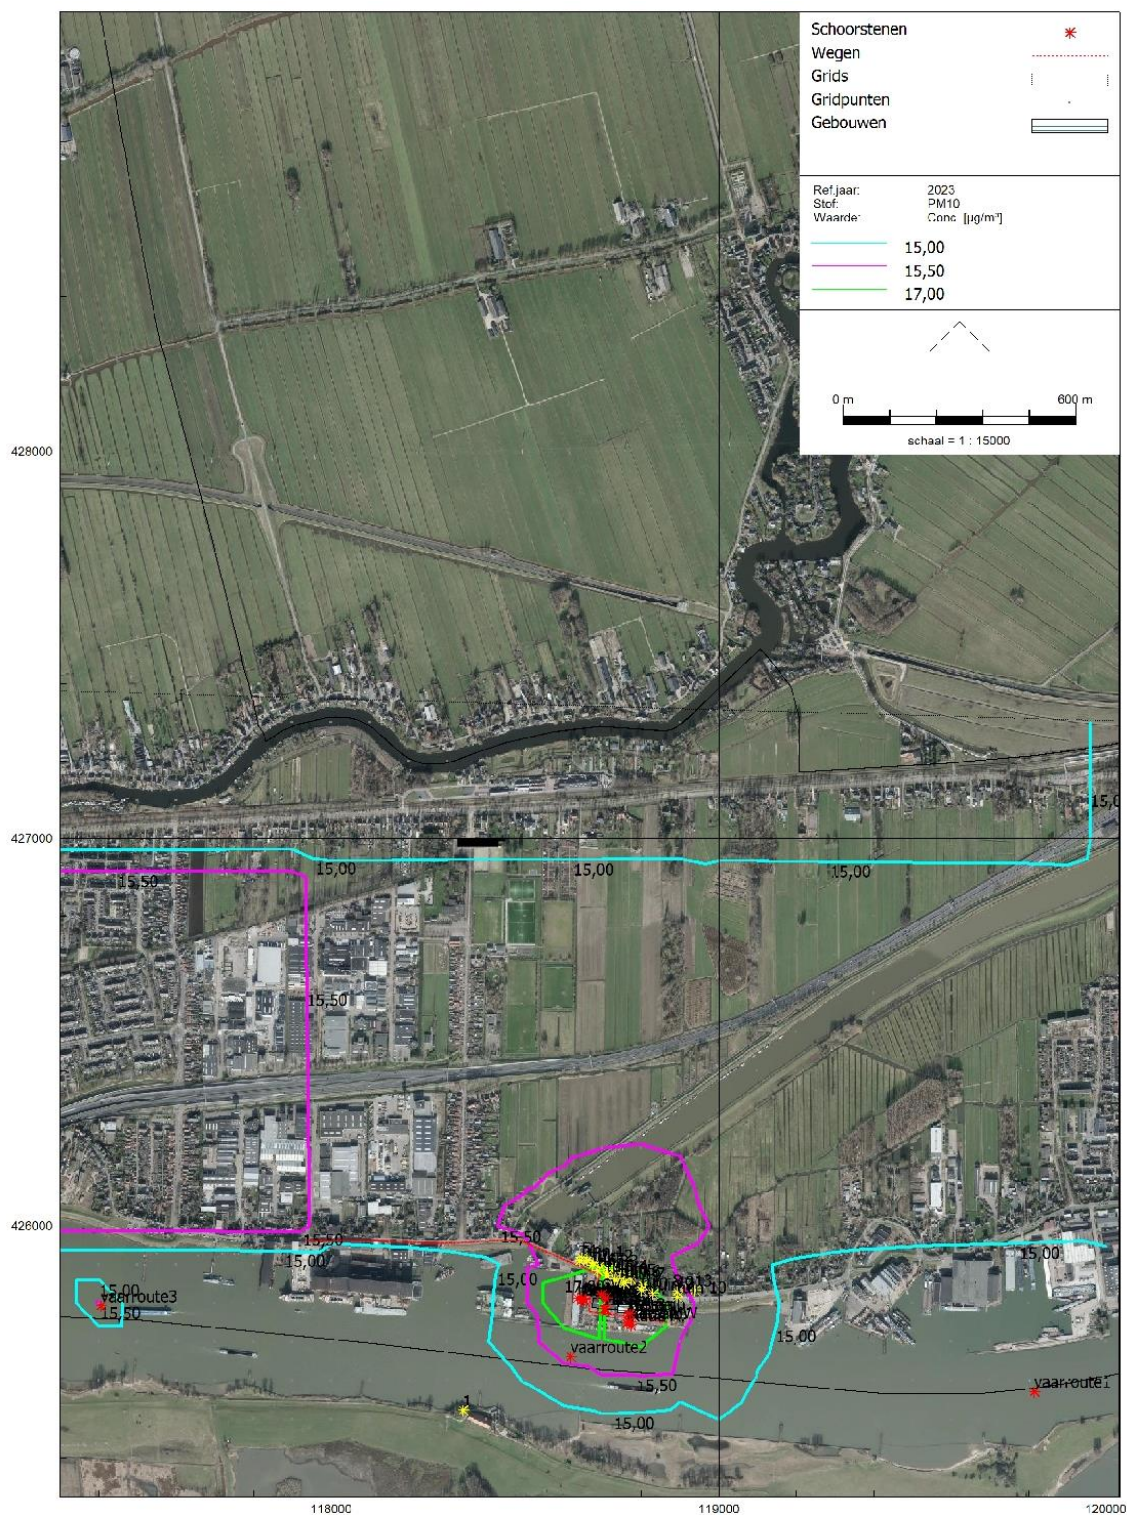 Schoorstenen
Wegen
Grids
Gridpunten
Gebouwen
Ref.jaar: 2023
Stof: PM10
Waarde: Conc. [µg/m³]
15,00
15,50
17,00
0 m 600 m
schaal = 1 : 15000
428000
15,0
427000
15,00 15,00 15,00
15,50
15,50
426000
15,50 15,50
15,00 15,00 15,00
15,00
vaarroute3
15,50
15,00
vaarroute2
15,50
vaarroute1
1
15,00
118000 119000 120000